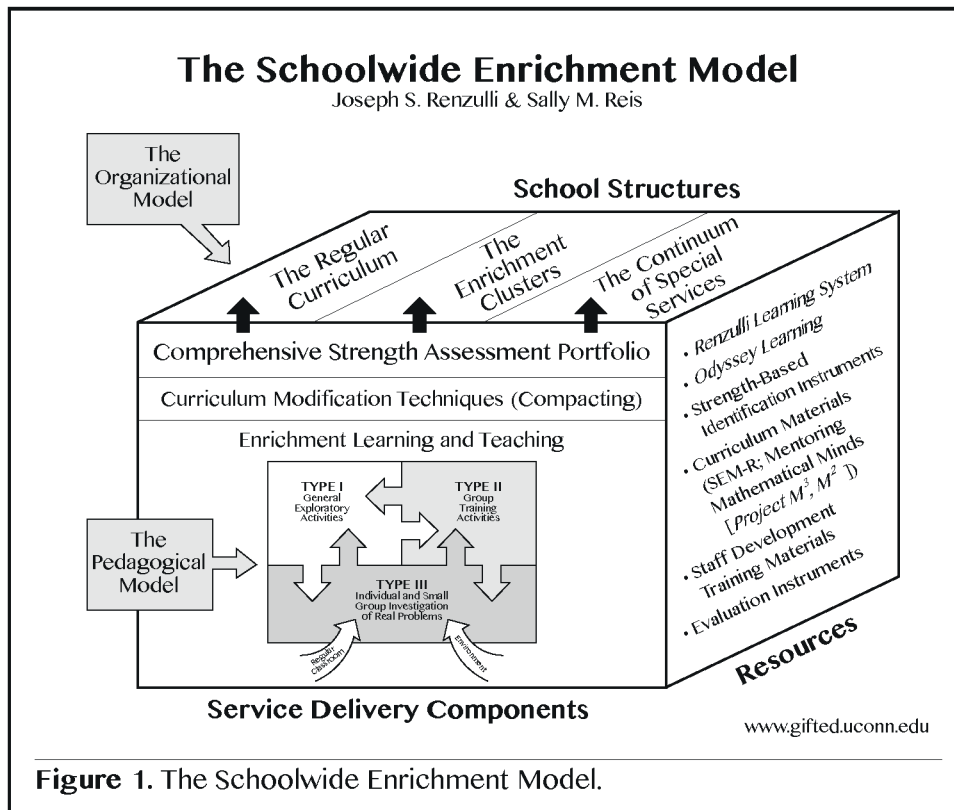 The Schoolwide Enrichment Model
Joseph S. Renzulli & Sally M. Reis
The
Organizational
Model
School Structures
The Regular
Curriculum
The
Enrichment
Clusters
The Continuum
of Special
Services
Comprehensive Strength Assessment Portfolio
Curriculum Modification Techniques (Compacting)
Enrichment Learning and Teaching
TYPE I
General
Exploratory
Activities
TYPE II
Group
Training
Activities
The
Pedagogical
Model
TYPE III
Individual and Small
Group Investigation
of Real Problems
Regular
Classroom
Environment
• Renzulli Learning System
• Odyssey Learning
• Strength-Based
Identification Instruments
• Curriculum Materials
(SEM-R; Mentoring
Mathematical Minds
[Project M³, M² ])
• Staff Development
Training Materials
• Evaluation Instruments
Resources
Service Delivery Components
www.gifted.uconn.edu
Figure 1. The Schoolwide Enrichment Model.